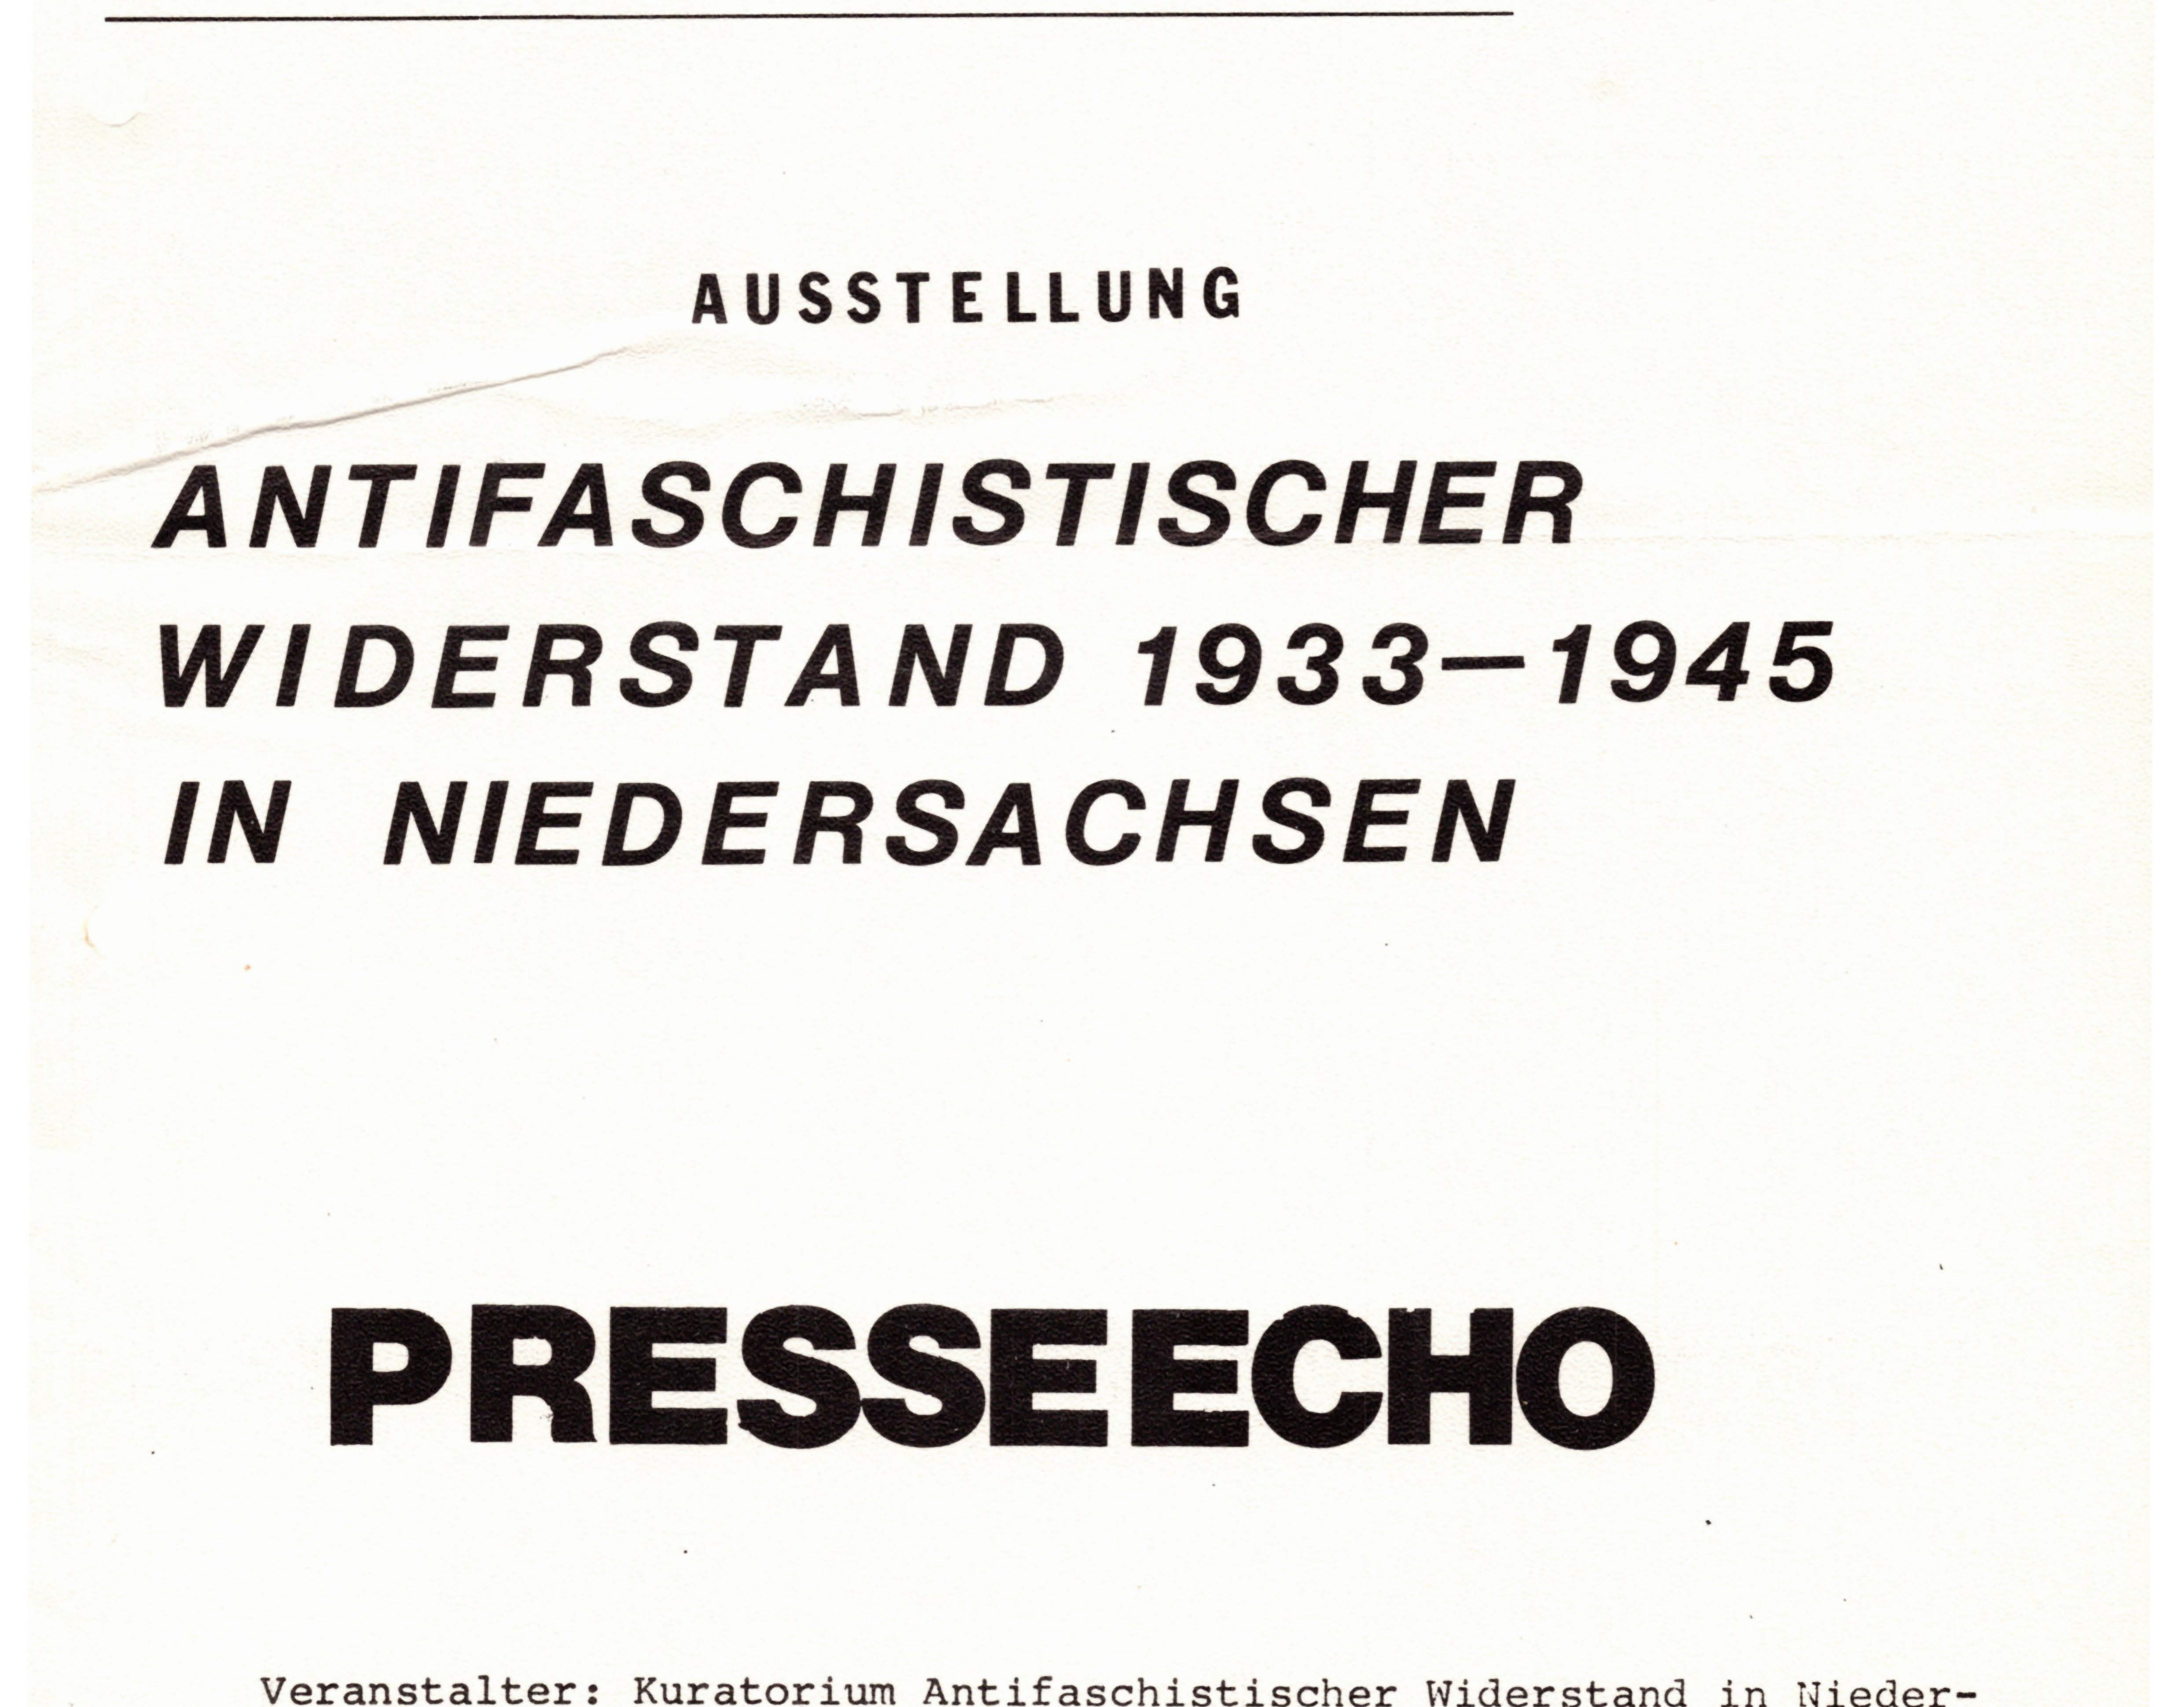 AUSSTELLUNG
ANTIFASCHISTISCHER
WIDERSTAND 1933—1945
IN NIEDERSACHSEN
PRESSEECHO
Veranstalter: Kuratorium Antifaschistischer Widerstand in Nieder-